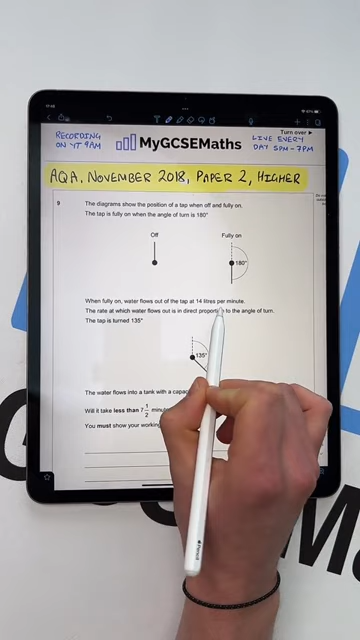 Turn over ►
RECORDING
ON YT 9AM
MyGCSEMaths
LIVE EVERY
DAY 5PM-7PM
AQA, NOVEMBER 2018, PAPER 2, HIGHER
9
The diagrams show the position of a tap when off and fully on.
The tap is fully on when the angle of turn is 180°
Off
Fully on
180°
When fully on, water flows out of the tap at 14 litres per minute.
The rate at which water flows out is in direct proportion to the angle of turn.
The tap is turned 135°
135°
The water flows into a tank with a
Will it take less than 7 1/2
You must show your working
Pencil